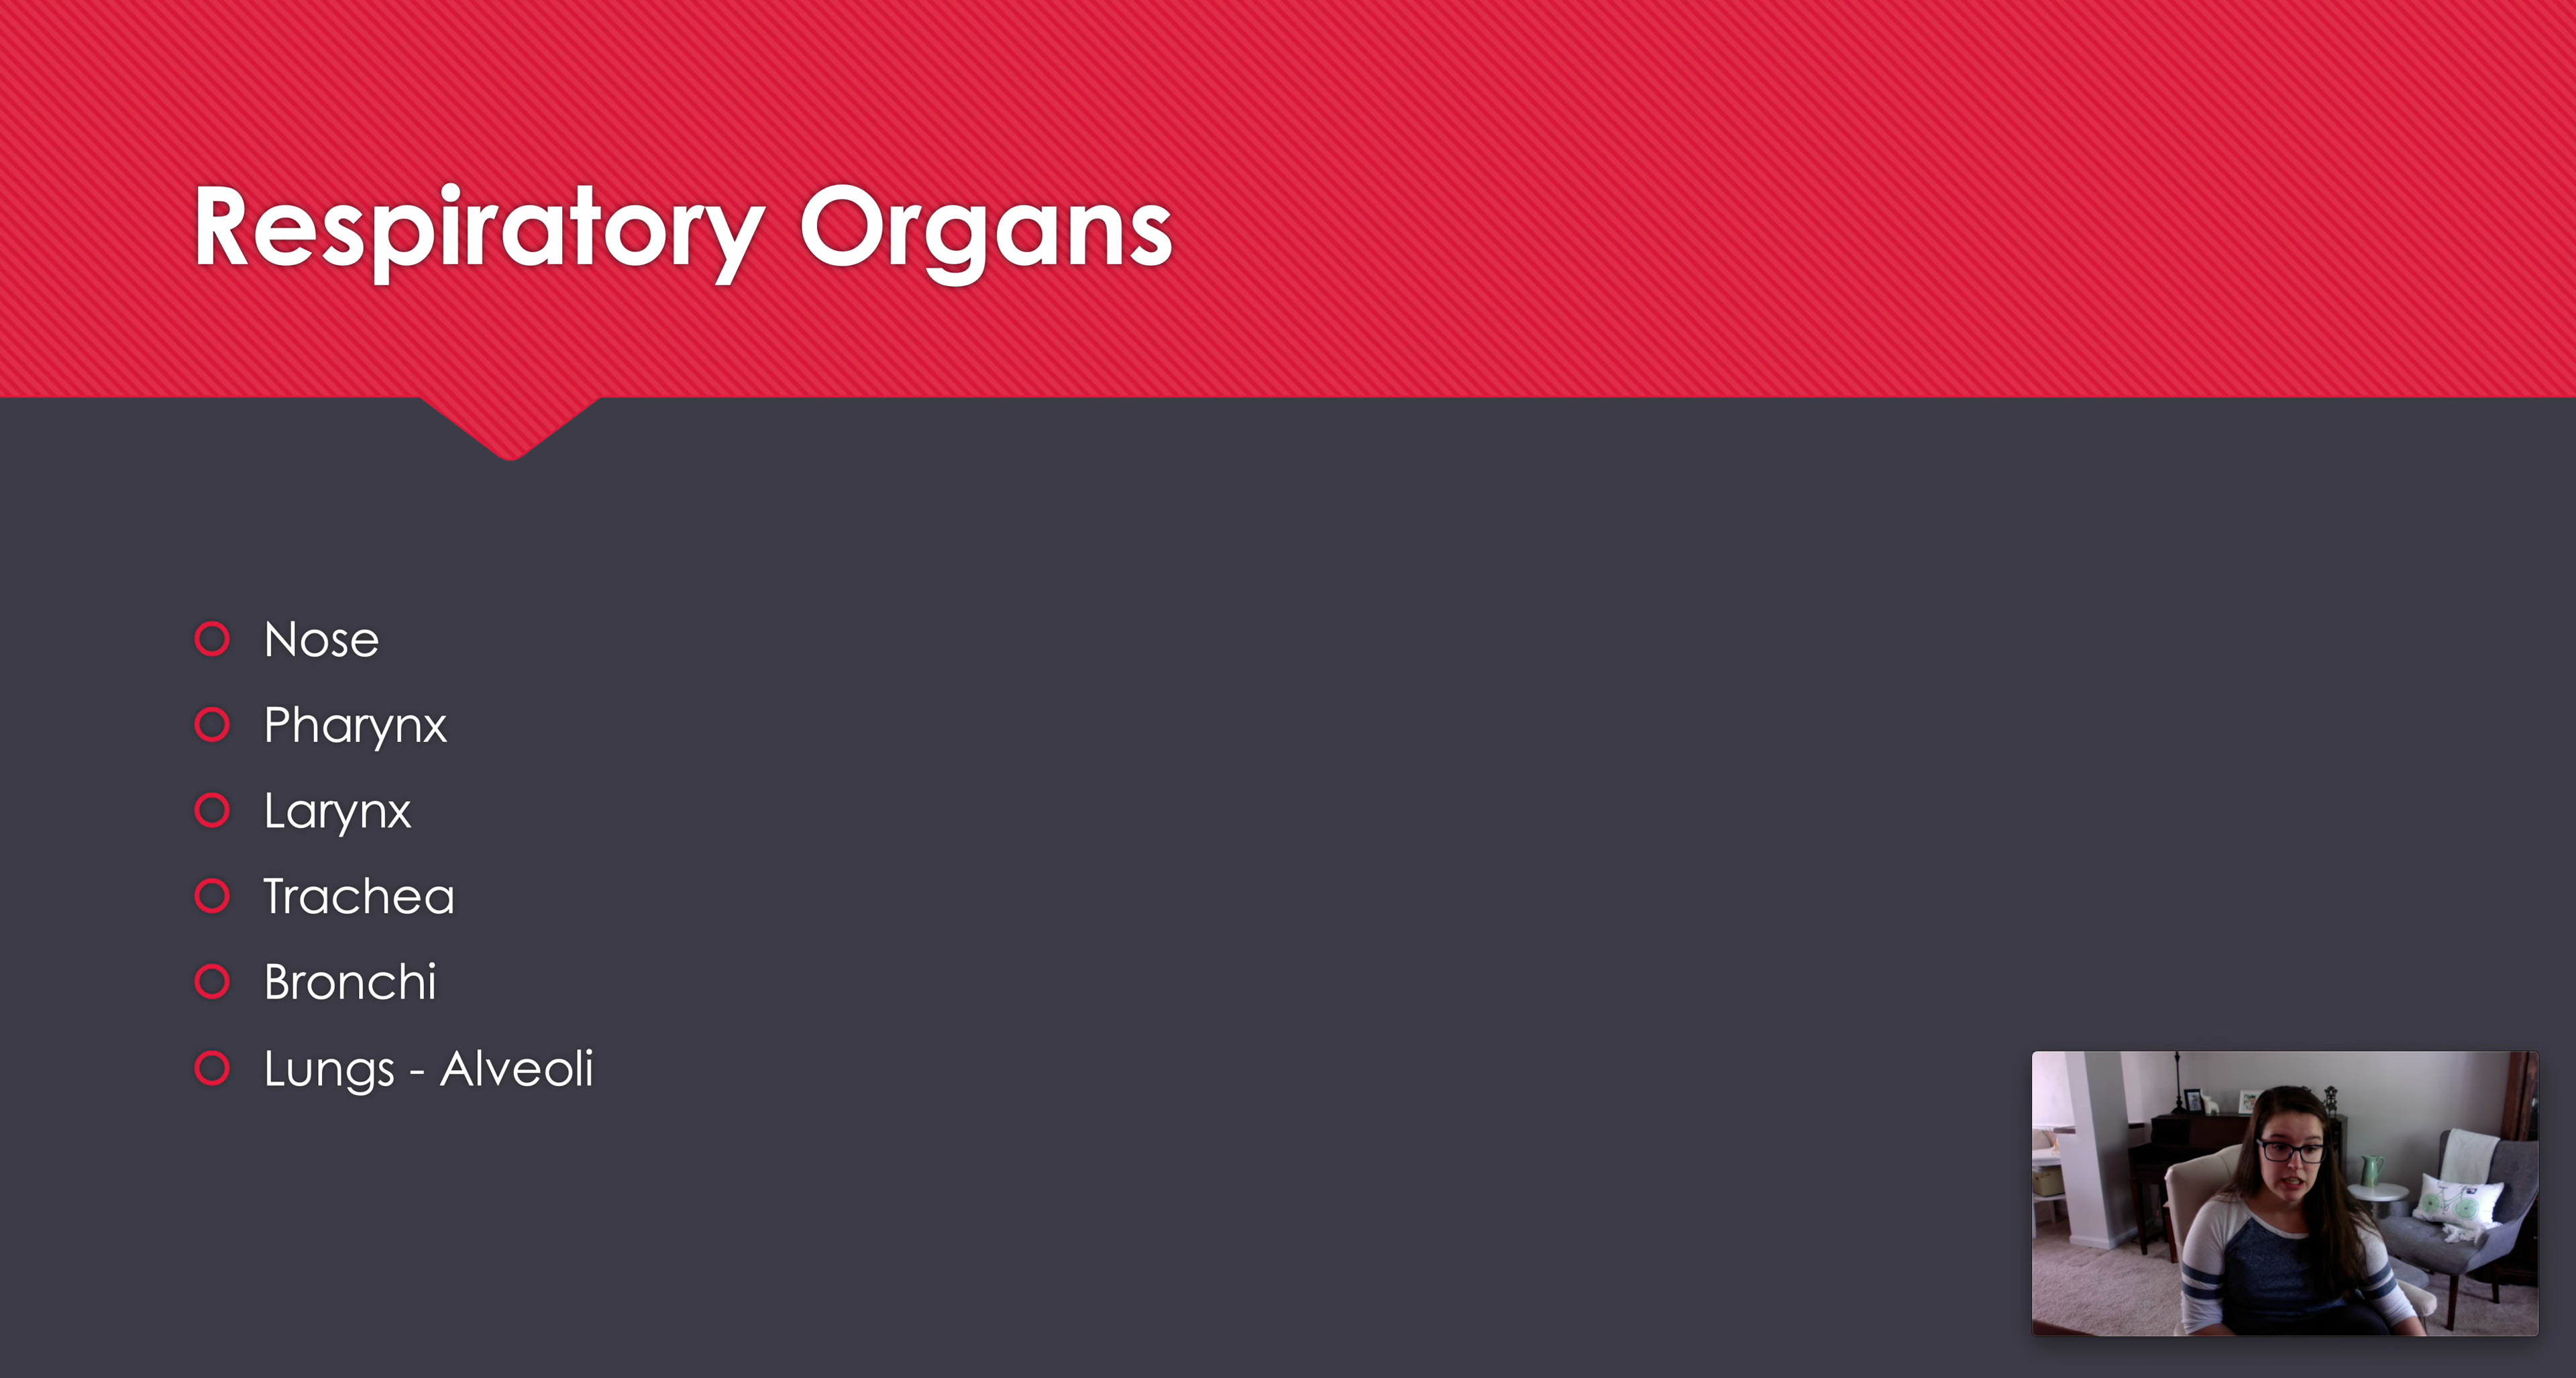 Respiratory Organs
Nose
Pharynx
Larynx
Trachea
Bronchi
Lungs - Alveoli